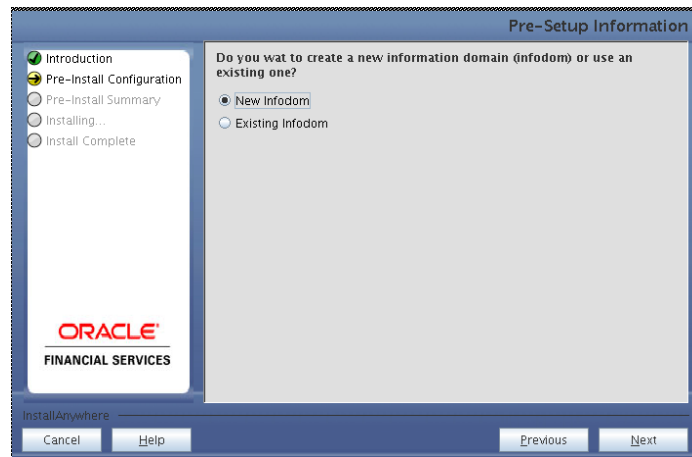 Pre-Setup Information
Introduction
Pre-Install Configuration
Pre-Install Summary
Installing...
Install Complete
ORACLE
FINANCIAL SERVICES
Do you wat to create a new information domain (infodom) or use an
existing one?
New Infodom
Existing Infodom
InstallAnywhere
Cancel
Help
Previous
Next